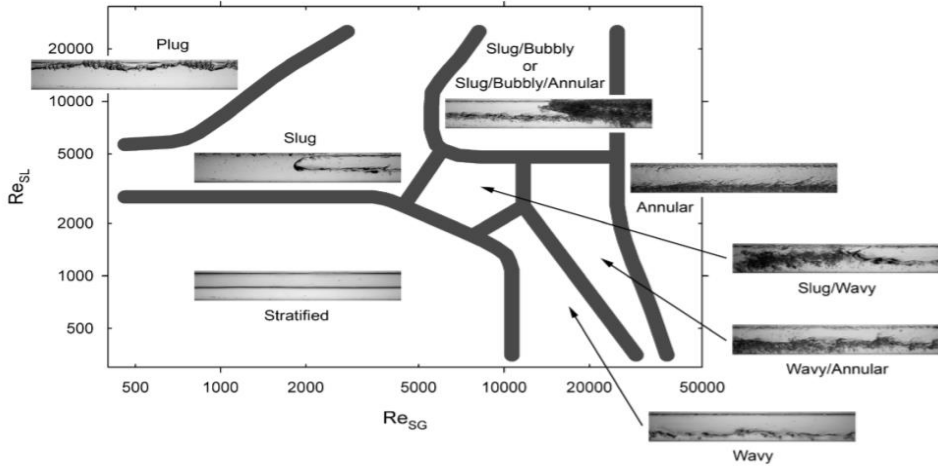 20000
10000
5000
2000
1000
500
Re_SL
Plug
Slug/Bubbly
or
Slug/Bubbly/Annular
Slug
Annular
Stratified
Slug/Wavy
Wavy/Annular
Wavy
500
1000
2000
5000
10000
20000
50000
Re_SG